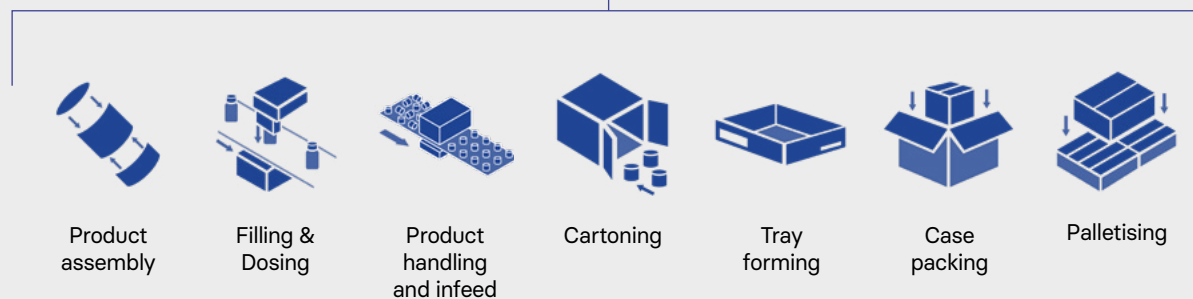 Product
assembly
Filling &
Dosing
Product
handling
and infeed
Cartoning
Tray
forming
Case
packing
Palletising